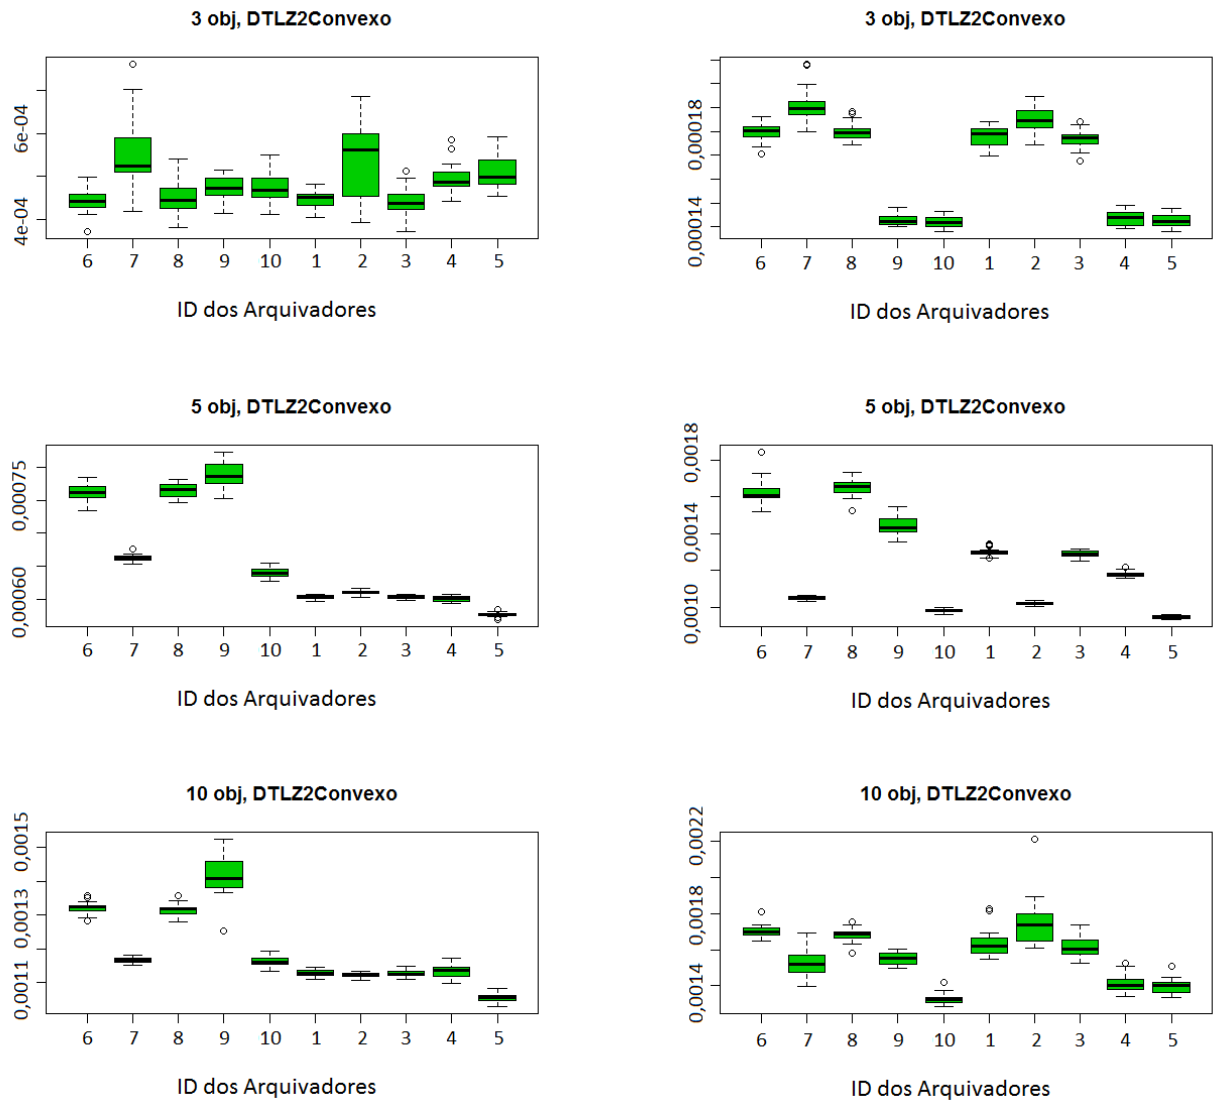 3 obj, DTLZ2Convexo
6e-04
4e-04
6 7 8 9 10 1 2 3 4 5
ID dos Arquivadores
3 obj, DTLZ2Convexo
0,00018
0,00014
6 7 8 9 10 1 2 3 4 5
ID dos Arquivadores
5 obj, DTLZ2Convexo
0,00075
0,00060
6 7 8 9 10 1 2 3 4 5
ID dos Arquivadores
5 obj, DTLZ2Convexo
0,0018
0,0014
0,0010
6 7 8 9 10 1 2 3 4 5
ID dos Arquivadores
10 obj, DTLZ2Convexo
0,0015
0,0013
0,0011
6 7 8 9 10 1 2 3 4 5
ID dos Arquivadores
10 obj, DTLZ2Convexo
0,0022
0,0018
0,0014
6 7 8 9 10 1 2 3 4 5
ID dos Arquivadores